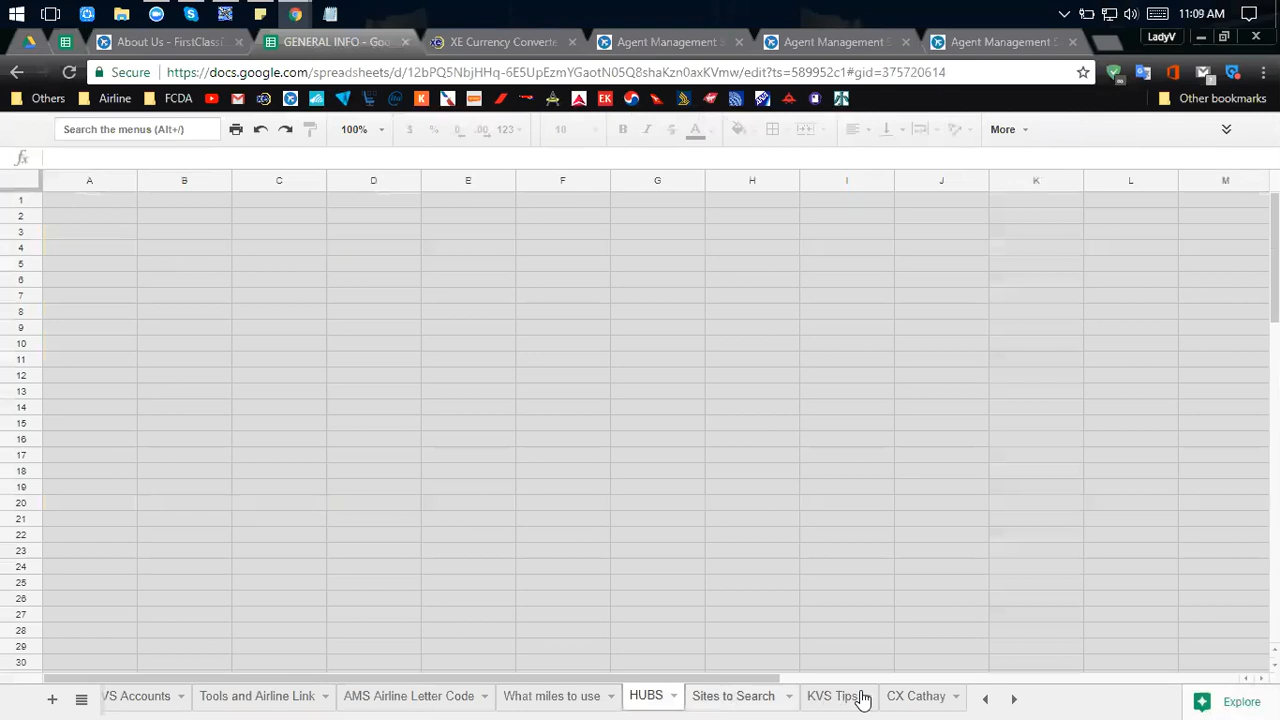 11:09 AM
About Us - FirstClassF
GENERAL INFO - Goo
XE Currency Converte
Agent Management S
Agent Management S
Agent Management S
LadyV
Secure
https://docs.google.com/spreadsheets/d/12bPQ5NbjHHq-6E5UpEzmYGaotN05Q8shaKzn0axKVmw/edit?ts=589952c1#gid=375720614
Others
Airline
FCDA
EK
Other bookmarks
Search the menus (Alt+/)
100%
$ % .0 .00 123
10
B I S A
More
fx
A B C D E F G H I J K L M
1
2
3
4
5
6
7
8
9
10
11
12
13
14
15
16
17
18
19
20
21
22
23
24
25
26
27
28
29
30
VS Accounts
Tools and Airline Link
AMS Airline Letter Code
What miles to use
HUBS
Sites to Search
KVS Tips
CX Cathay
Explore